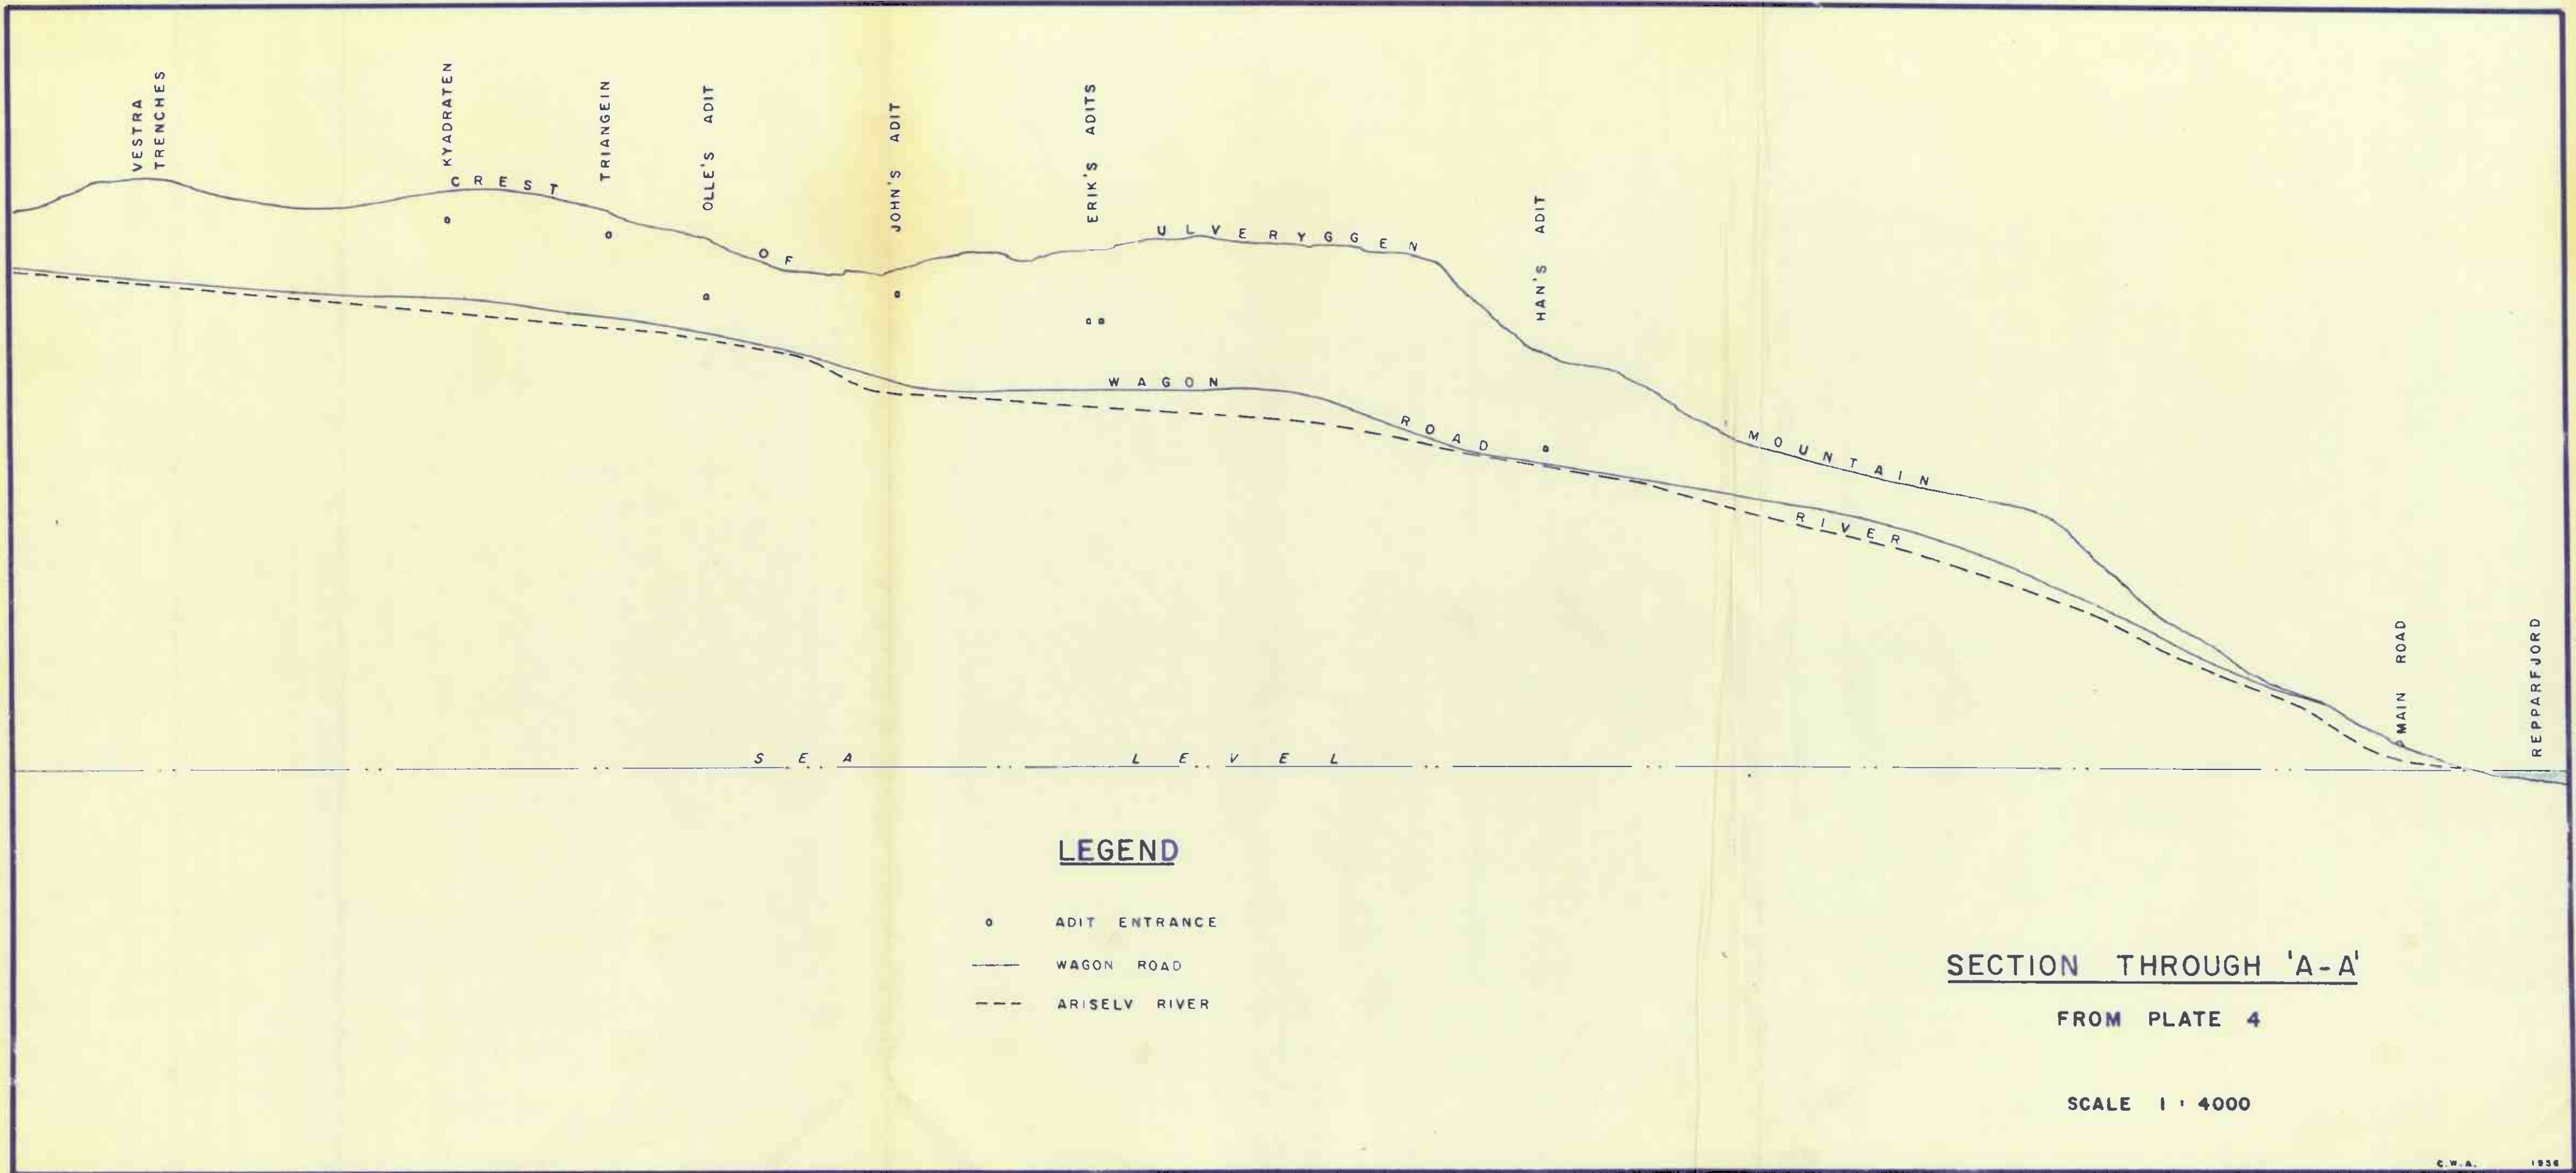 VESTRA
TRENCHES
KYADRATEN
TRIANGEIN
OLLE'S ADIT
JOHN'S ADIT
ERIK'S ADITS
HAN'S ADIT
CREST OF ULVERYGGEN MOUNTAIN
WAGON ROAD
RIVER
MAIN ROAD
REPPARFJORD
SEA LEVEL
LEGEND
ADIT ENTRANCE
WAGON ROAD
ARISELV RIVER
SECTION THROUGH 'A-A'
FROM PLATE 4
SCALE 1 : 4000
C.W.A.